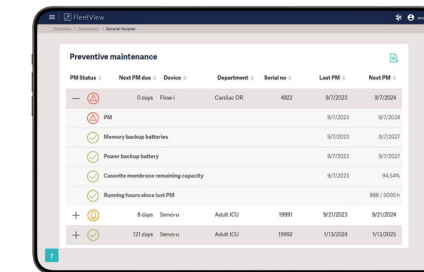 FleetView
FleetView / Dashboard / General Hospital
Preventive maintenance
PM Status Next PM due Device Department Serial no Last PM Next PM
0 days Flow-i Cardiac OR 4922 9/7/2023 9/7/2024
PM 9/7/2023 9/7/2024
Memory backup batteries 9/7/2023 9/7/2027
Power backup battery 9/7/2023 9/7/2027
Cassette membrane remaining capacity 9/7/2023 94.54%
Running hours since last PM 888 / 5000 h
8 days Servo-u Adult ICU 19991 9/21/2023 9/21/2024
121 days Servo-u Adult ICU 19992 1/13/2024 1/13/2025
?